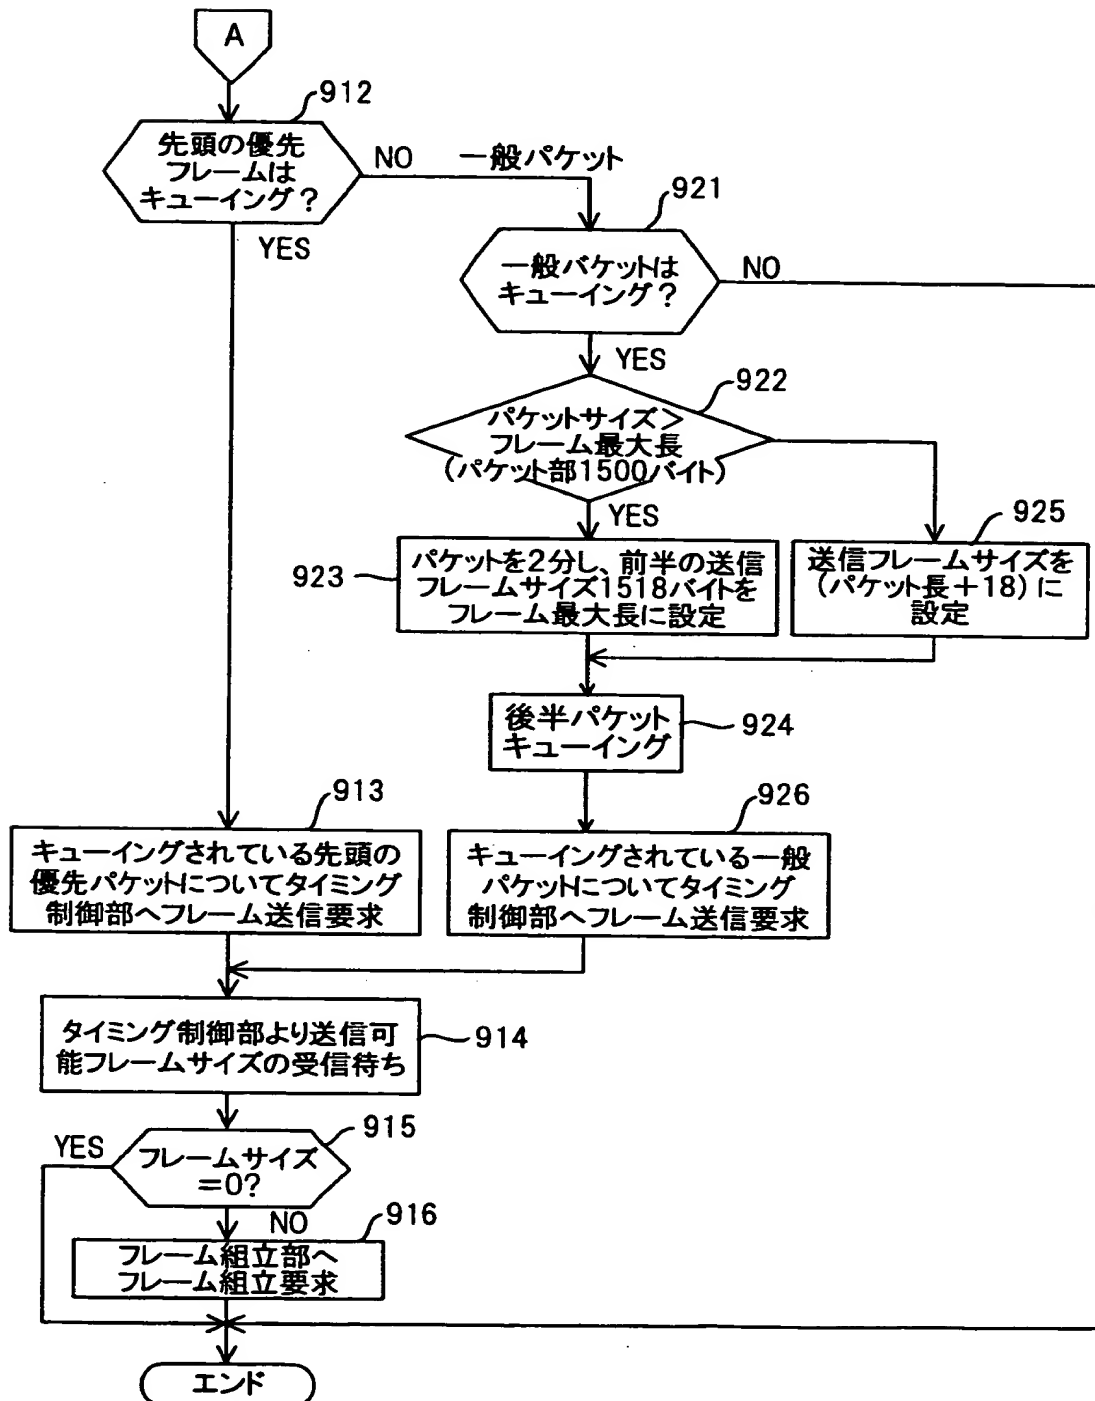 A
912
先頭の優先
フレームは
キューイング?
NO
一般パケット
YES
921
一般パケットは
キューイング?
NO
YES
922
パケットサイズ>
フレーム最大長
(パケット部1500バイト)
YES
923
パケットを2分し、前半の送信
フレームサイズ1518バイトを
フレーム最大長に設定
925
送信フレームサイズを
(パケット長+18)に
設定
後半パケット
キューイング
924
913
キューイングされている先頭の
優先パケットについてタイミング
制御部へフレーム送信要求
926
キューイングされている一般
パケットについてタイミング
制御部へフレーム送信要求
タイミング制御部より送信可
能フレームサイズの受信待ち
914
YES
915
フレームサイズ
=0?
NO
916
フレーム組立部へ
フレーム組立要求
エンド